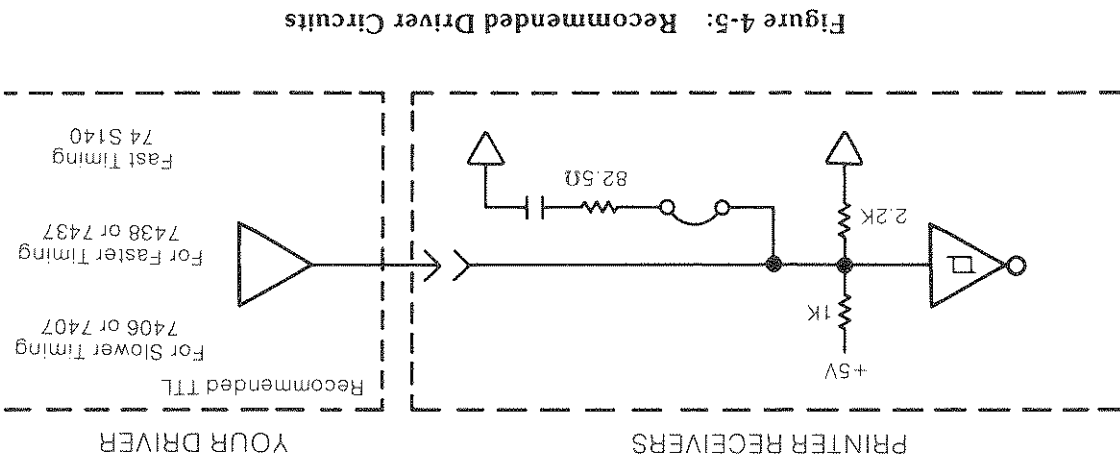 PRINTER RECEIVERS
YOUR DRIVER
+5V
1K
2.2K
82.5Ω
Recommended TTL
For Slower Timing
7406 or 7407
For Faster Timing
7438 or 7437
Fast Timing
74 S140
Figure 4-5: Recommended Driver Circuits